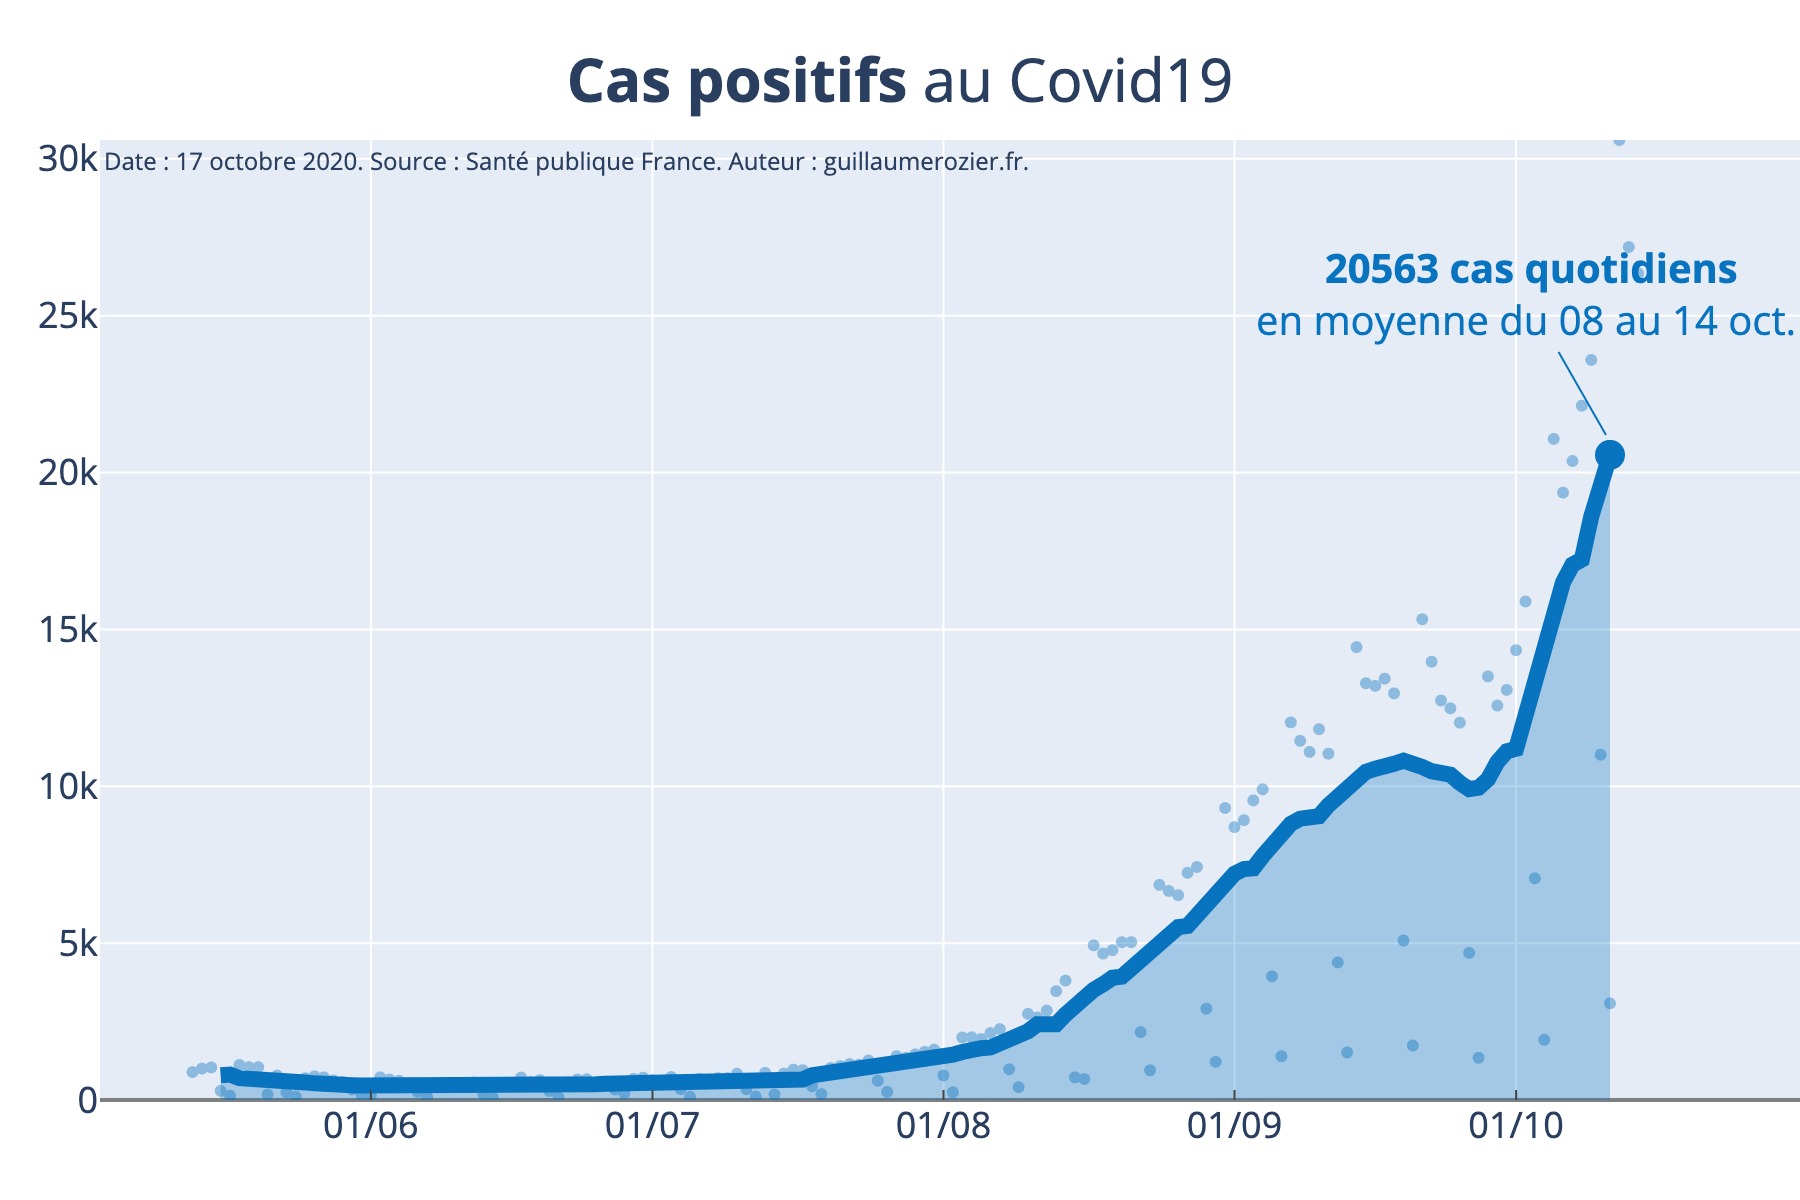 Cas positifs au Covid19
30k
Date : 17 octobre 2020. Source : Santé publique France. Auteur : guillaumerozier.fr.
20563 cas quotidiens
25k
en moyenne du 08 au 14 oct.
20k
15k
10k
5k
0
01/06 01/07 01/08 01/09 01/10